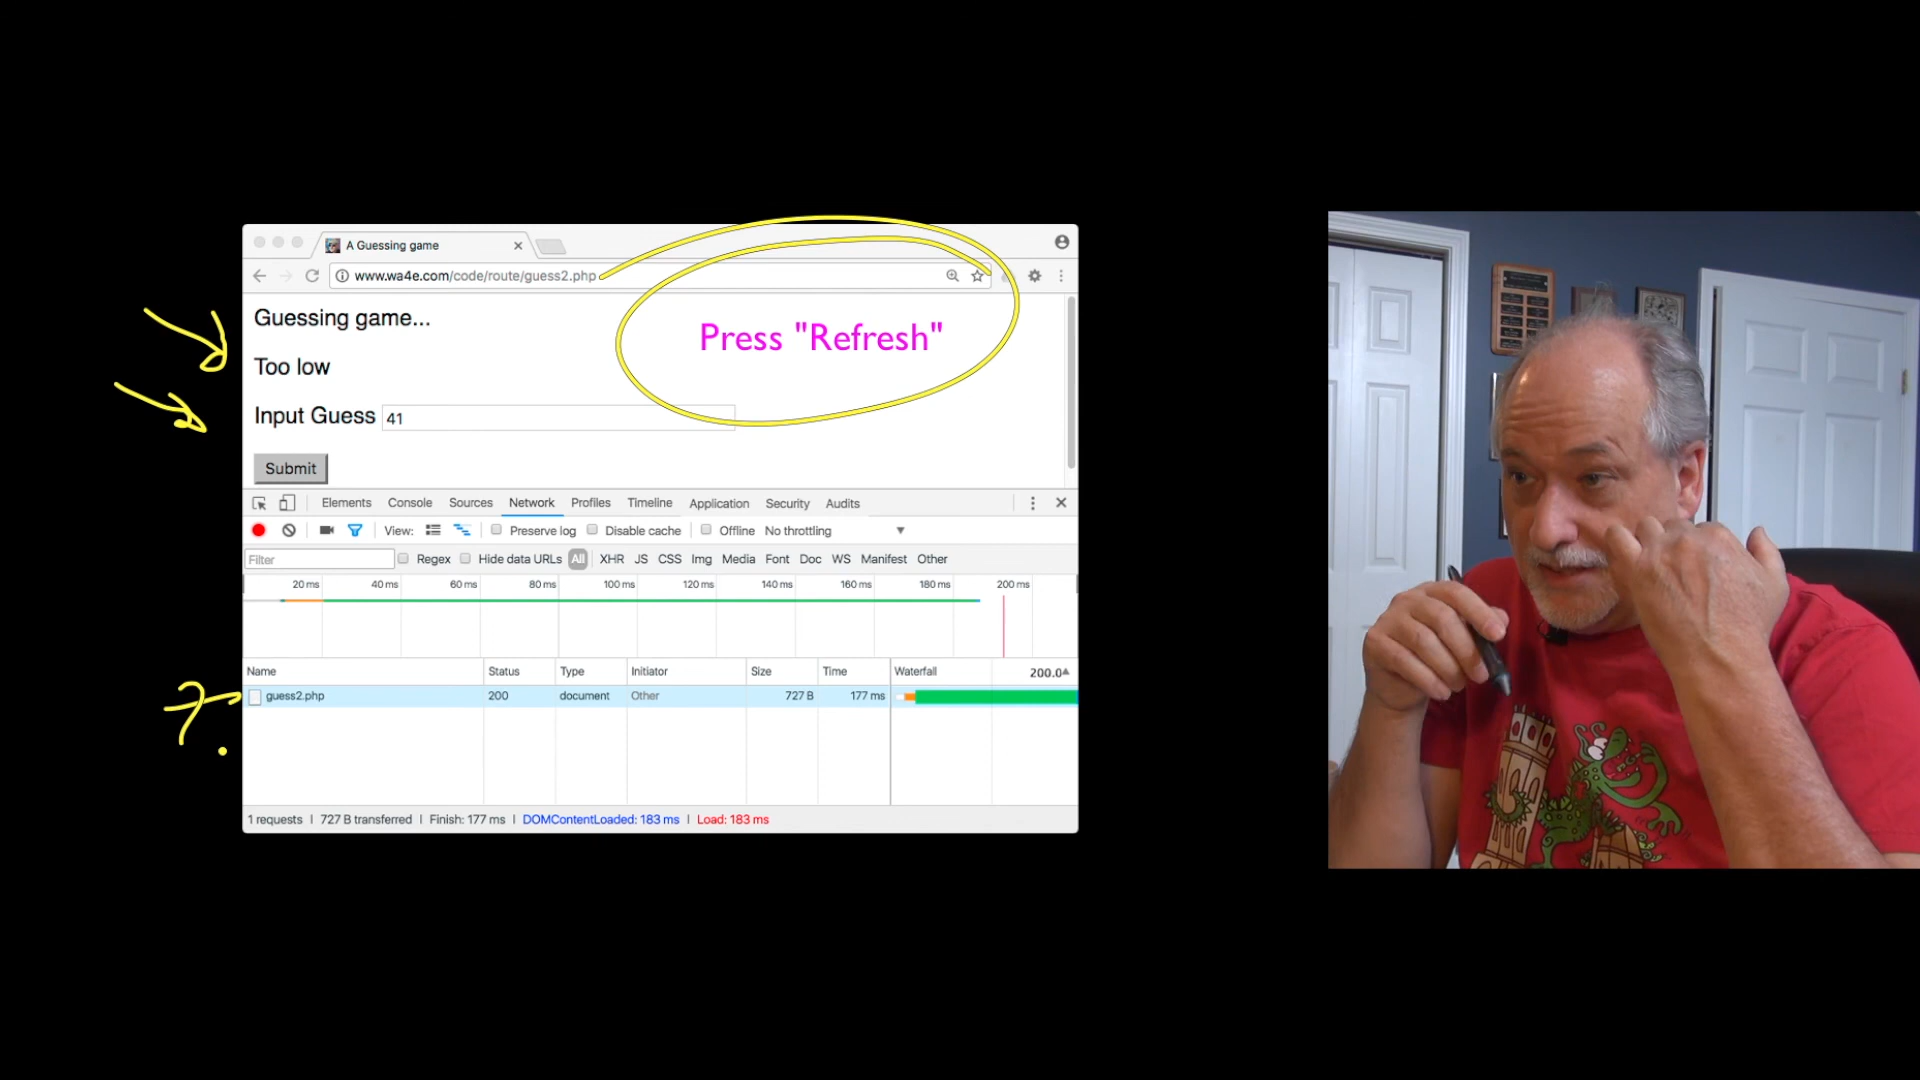 A Guessing game
www.wa4e.com/code/route/guess2.php
Guessing game...
Press "Refresh"
Too low
Input Guess 41
Submit
Elements Console Sources Network Profiles Timeline Application Security Audits
View: Preserve log Disable cache Offline No throttling
Filter Regex Hide data URLs All XHR JS CSS Img Media Font Doc WS Manifest Other
20 ms 40 ms 60 ms 80 ms 100 ms 120 ms 140 ms 160 ms 180 ms 200 ms
Name Status Type Initiator Size Time Waterfall 200.0
? guess2.php 200 document Other 727 B 177 ms
1 requests | 727 B transferred | Finish: 177 ms | DOMContentLoaded: 183 ms | Load: 183 ms